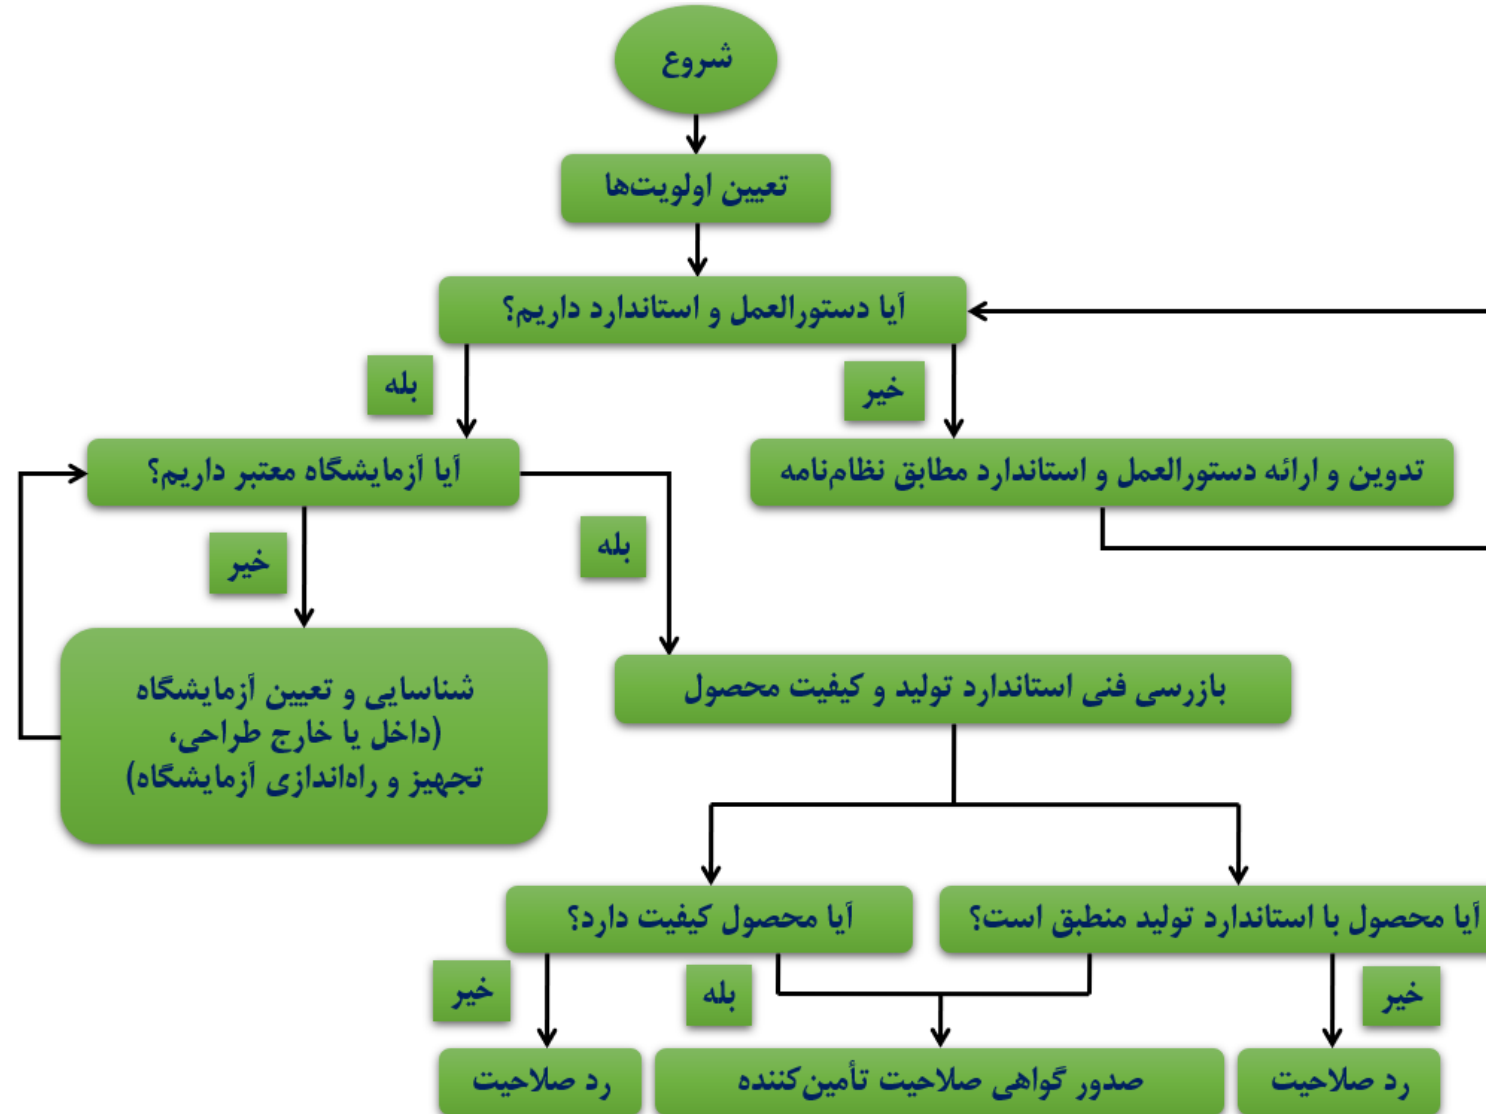 شروع
تعیین اولویت‌ها
آیا دستورالعمل و استاندارد داریم؟
بله
خیر
آیا آزمایشگاه معتبر داریم؟
تدوین و ارائه دستورالعمل و استاندارد مطابق نظام‌نامه
خیر
بله
شناسایی و تعیین آزمایشگاه
(داخل یا خارج طراحی،
تجهیز و راه‌اندازی آزمایشگاه)
بازرسی فنی استاندارد تولید و کیفیت محصول
آیا محصول با استاندارد تولید منطبق است؟
آیا محصول کیفیت دارد؟
خیر
بله
خیر
رد صلاحیت
صدور گواهی صلاحیت تأمین‌کننده
رد صلاحیت